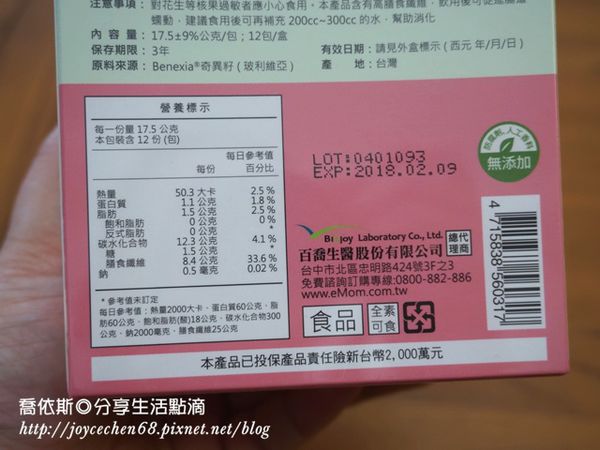 注意事項：對花生等核果過敏者應小心食用，本產品含有高膳食纖維，飲用後可促進腸道
蠕動，建議食用後可再補充 200cc~300cc 的水，幫助消化
內 容 量：17.5±9%公克/包；12包/盒
保存期限：3年
有效日期：請見外盒標示 (西元 年/月/日)
原料來源：Benexia®奇異籽 ( 玻利維亞 )
產 地：台灣
營養標示
每一份量 17.5 公克
本包裝含 12 份 (包)
每份 每日參考值百分比
熱量 50.3 大卡 2.5 %
蛋白質 1.1 公克 1.8 %
脂肪 1.5 公克 2.5 %
飽和脂肪 0 公克 0 %
反式脂肪 0 公克 *
碳水化合物 12.3 公克 4.1 %
糖 1.5 公克 *
膳食纖維 8.4 公克 33.6 %
鈉 0.5 毫克 0.02 %
* 參考值未訂定
每日參考值：熱量2000大卡、蛋白質60公克、脂
肪60公克、飽和脂肪(酸)18公克、碳水化合物300
公克、鈉2000毫克、膳食纖維25公克
LOT:0401093
EXP:2018.02.09
防腐劑、人工香料
無添加
Bnjoy Laboratory Co., Ltd.
百喬生醫股份有限公司 總代理商
台中市北區忠明路424號3F之3
免費諮詢訂購專線:0800-882-886
www.eMom.com.tw
食品 全素可食
4 715838 560317
本產品已投保產品責任險新台幣2,000萬元
喬依斯◎分享生活點滴
http://joycechen68.pixnet.net/blog